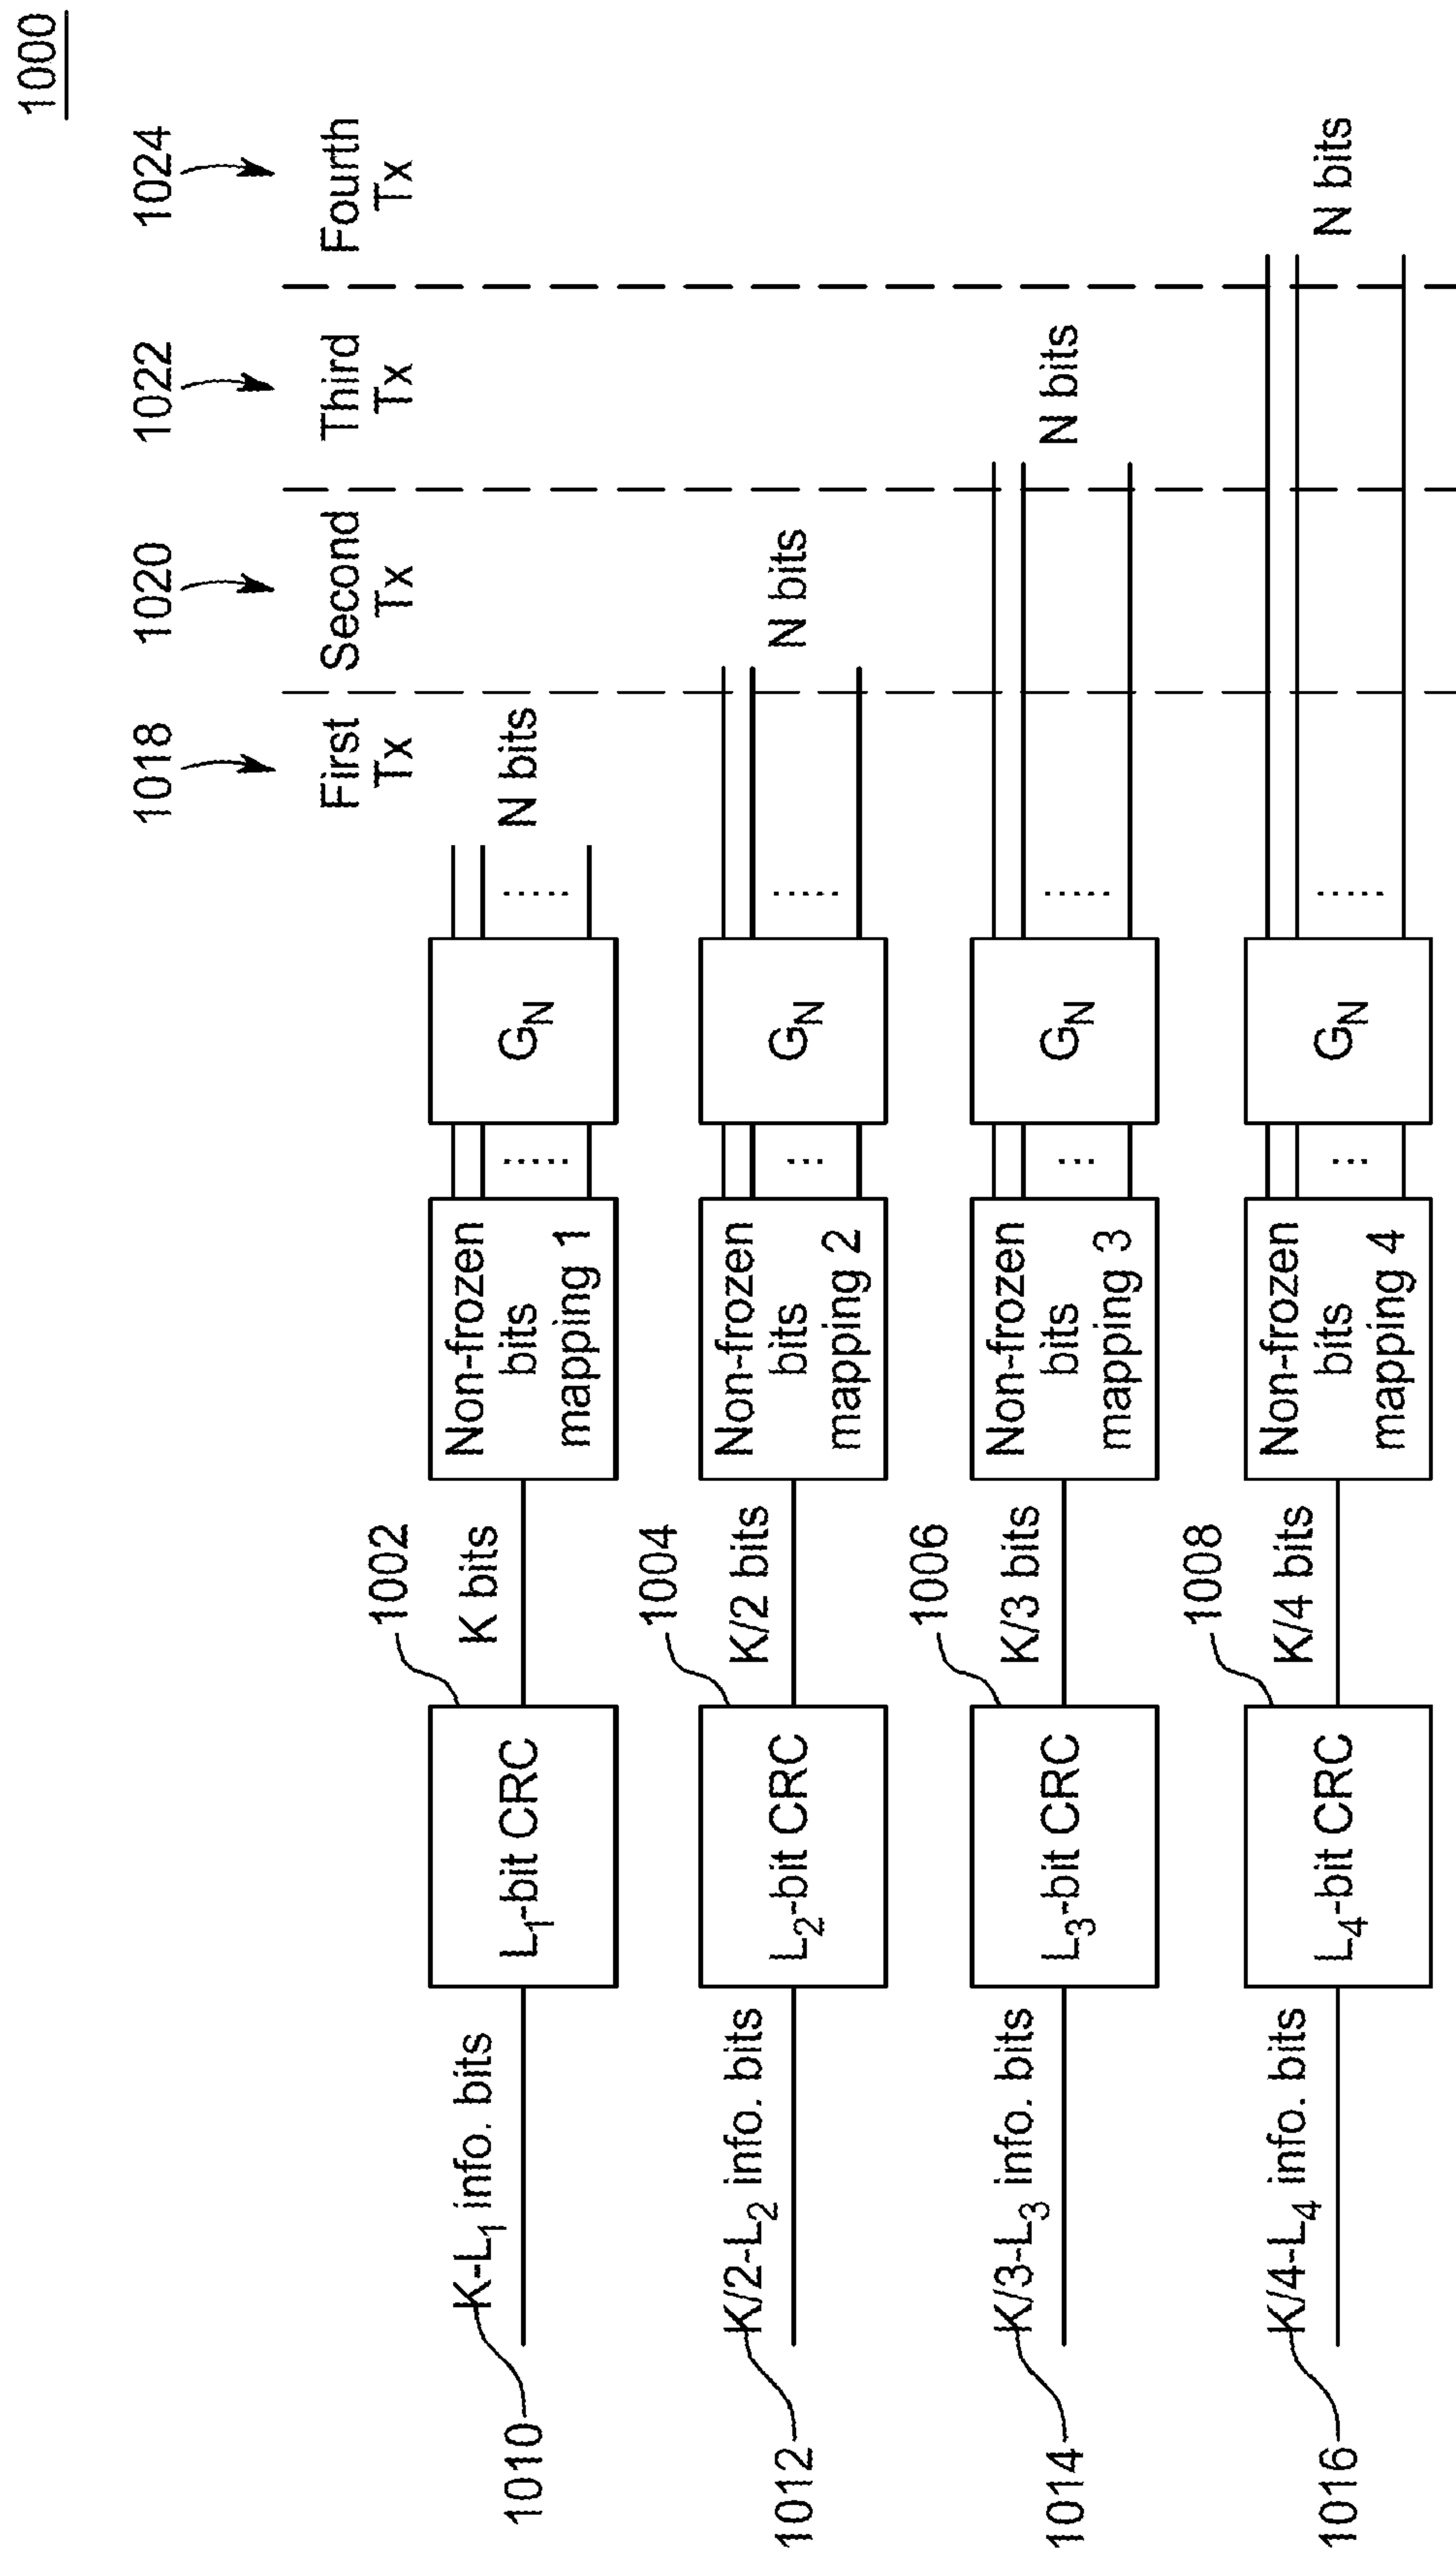 1000
1018
1020
1022
1024
First
Tx
Second
Tx
Third
Tx
Fourth
Tx
1010
K-L1 info. bits
L1-bit CRC
1002
K bits
Non-frozen
bits
mapping 1
GN
N bits
1012
K/2-L2 info. bits
L2-bit CRC
1004
K/2 bits
Non-frozen
bits
mapping 2
GN
N bits
1014
K/3-L3 info. bits
L3-bit CRC
1006
K/3 bits
Non-frozen
bits
mapping 3
GN
N bits
1016
K/4-L4 info. bits
L4-bit CRC
1008
K/4 bits
Non-frozen
bits
mapping 4
GN
N bits